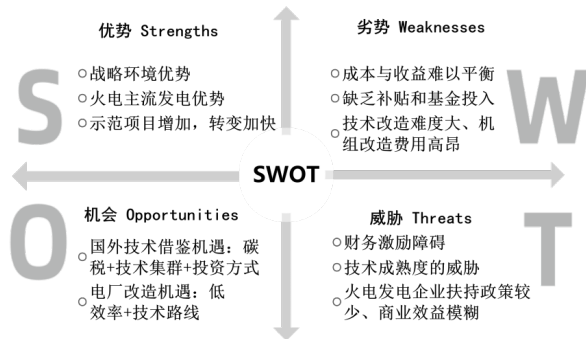 优势 Strengths
S
○战略环境优势
○火电主流发电优势
○示范项目增加，转变加快
劣势 Weaknesses
W
○成本与收益难以平衡
○缺乏补贴和基金投入
○技术改造难度大、机
组改造费用高昂
SWOT
机会 Opportunities
O
○国外技术借鉴机遇：碳
税+技术集群+投资方式
○电厂改造机遇：低
效率+技术路线
威胁 Threats
T
○财务激励障碍
○技术成熟度的威胁
○火电发电企业扶持政策较
少、商业效益模糊